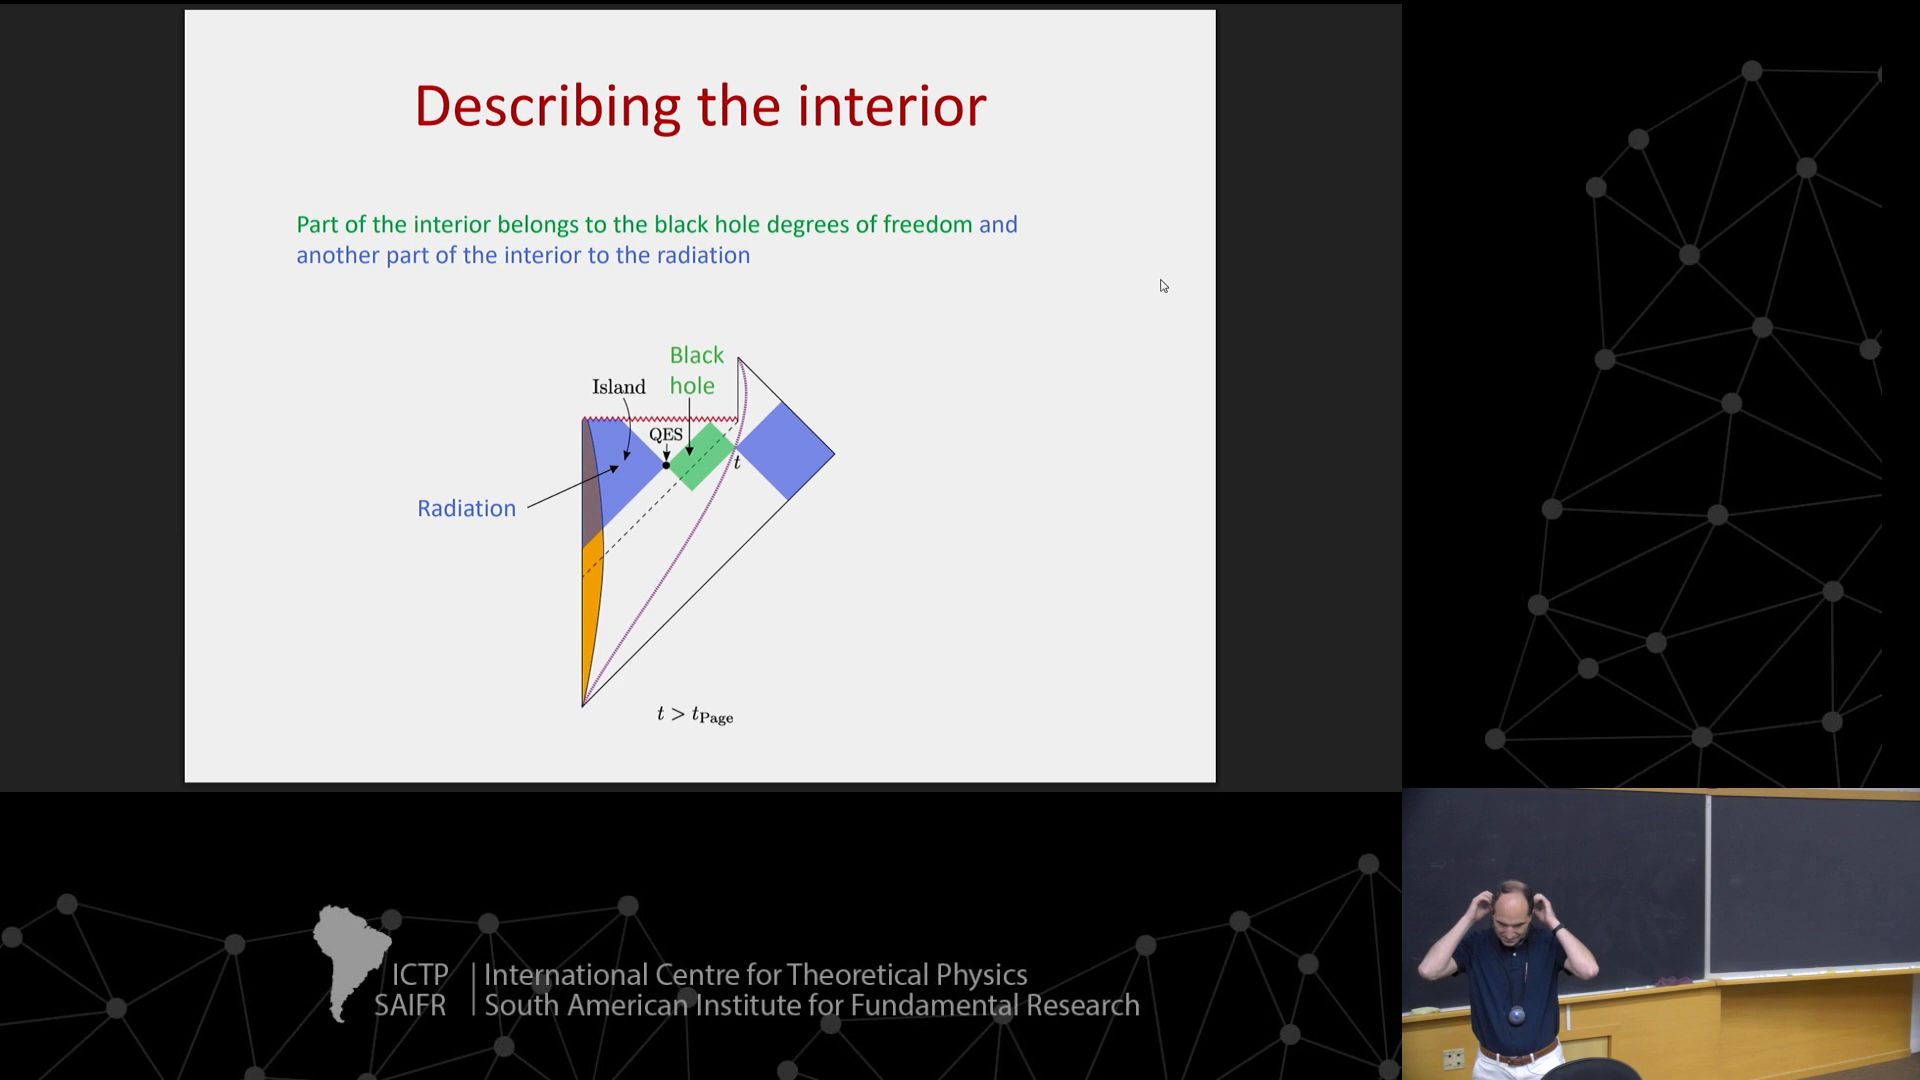 Describing the interior
Part of the interior belongs to the black hole degrees of freedom and
another part of the interior to the radiation
Black
hole
Island
QES
t
Radiation
t > tPage
ICTP
SAIFR
International Centre for Theoretical Physics
South American Institute for Fundamental Research